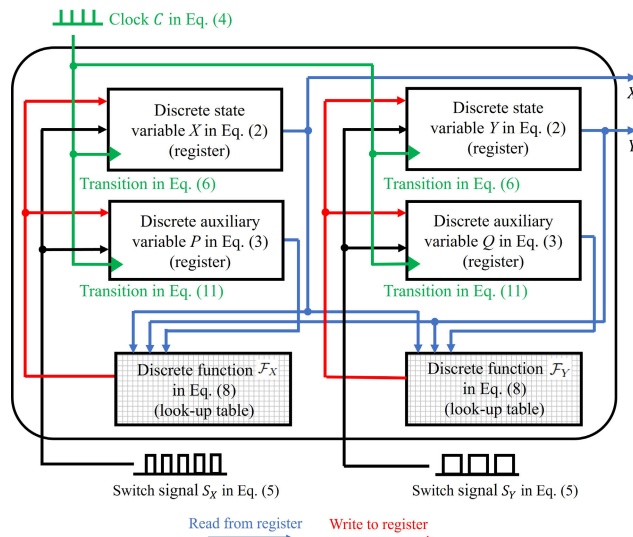 Clock C in Eq. (4)
Discrete state
variable X in Eq. (2)
(register)
Discrete state
variable Y in Eq. (2)
(register)
X
Y
Transition in Eq. (6)
Transition in Eq. (6)
Discrete auxiliary
variable P in Eq. (3)
(register)
Discrete auxiliary
variable Q in Eq. (3)
(register)
Transition in Eq. (11)
Transition in Eq. (11)
Discrete function ℱX
in Eq. (8)
(look-up table)
Discrete function ℱY
in Eq. (8)
(look-up table)
Switch signal SX in Eq. (5)
Switch signal SY in Eq. (5)
Read from register
Write to register